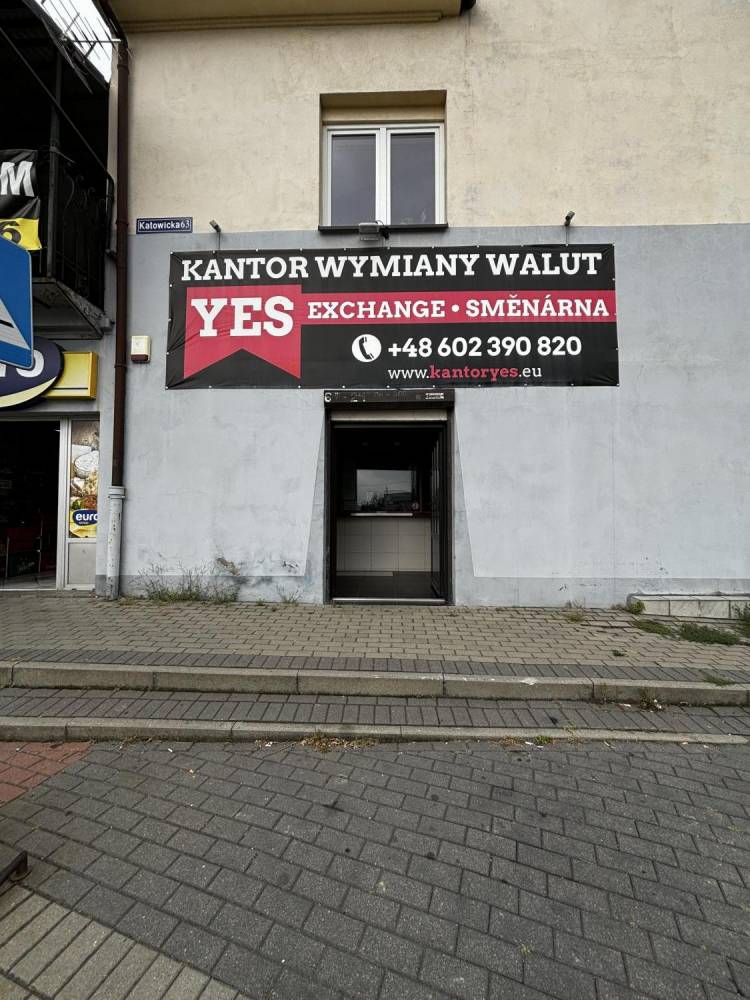 M
6
Katowicka 63
KANTOR WYMIANY WALUT
YES
EXCHANGE • SMĚNÁRNA
+48 602 390 820
www.kantoryes.eu
euro